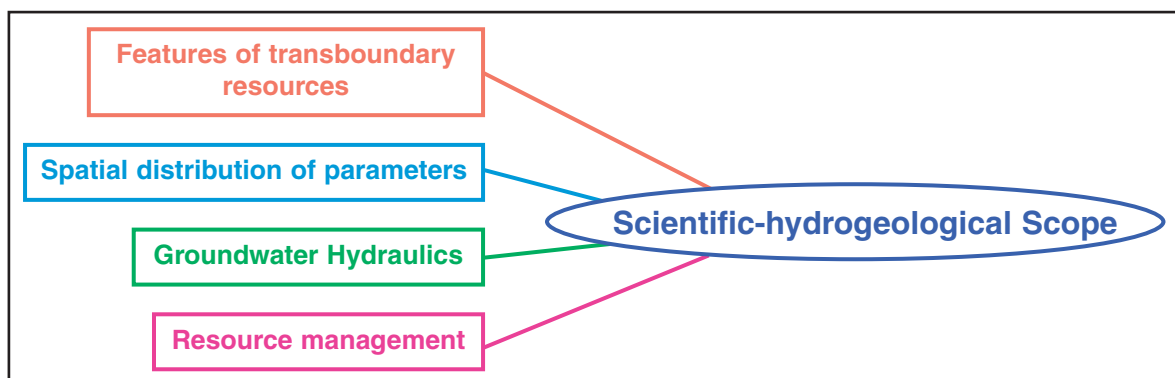 Features of transboundary
resources
Spatial distribution of parameters
Scientific-hydrogeological Scope
Groundwater Hydraulics
Resource management